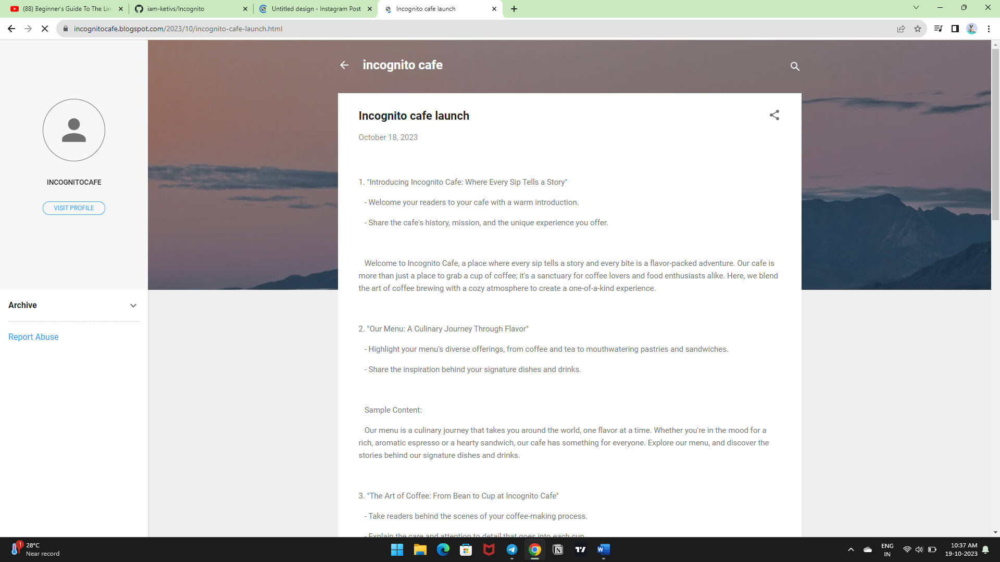 (88) Beginner's Guide To The Lin
iam-ketivs/Incognito
Untitled design - Instagram Post
Incognito cafe launch
incognitocafe.blogspot.com/2023/10/incognito-cafe-launch.html
incognito cafe
INCOGNITOCAFE
VISIT PROFILE
Archive
Report Abuse
Incognito cafe launch
October 18, 2023
1. "Introducing Incognito Cafe: Where Every Sip Tells a Story"
- Welcome your readers to your cafe with a warm introduction.
- Share the cafe's history, mission, and the unique experience you offer.
Welcome to Incognito Cafe, a place where every sip tells a story and every bite is a flavor-packed adventure. Our cafe is
more than just a place to grab a cup of coffee; it's a sanctuary for coffee lovers and food enthusiasts alike. Here, we blend
the art of coffee brewing with a cozy atmosphere to create a one-of-a-kind experience.
2. "Our Menu: A Culinary Journey Through Flavor"
- Highlight your menu's diverse offerings, from coffee and tea to mouthwatering pastries and sandwiches.
- Share the inspiration behind your signature dishes and drinks.
Sample Content:
Our menu is a culinary journey that takes you around the world, one flavor at a time. Whether you're in the mood for a
rich, aromatic espresso or a hearty sandwich, our cafe has something for everyone. Explore our menu, and discover the
stories behind our signature dishes and drinks.
3. "The Art of Coffee: From Bean to Cup at Incognito Cafe"
- Take readers behind the scenes of your coffee-making process.
- Explain the care and attention to detail that goes into each cup.
1
28°C
Near record
ENG
IN
10:37 AM
19-10-2023